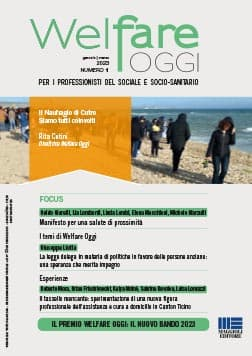 Welfare
OGGI
gennaio | marzo
2023
NUMERO 1
PER I PROFESSIONISTI DEL SOCIALE E SOCIO-SANITARIO
Il Naufragio di Cutro
Siamo tutti coinvolti
Rita Cutini
Direttrice Welfare Oggi
FOCUS
Manifesto per una salute di prossimità
I temi di Welfare Oggi
Giuseppe Liotta
La legge delega in materia di politiche in favore delle persone anziane:
una speranza che merita impegno
Esperienze
Il tassello mancante: sperimentazione di una nuova figura
professionale dell'assistenza e cura a domicilio in Canton Ticino
IL PREMIO WELFARE OGGI: IL NUOVO BANDO 2023
MAGGIOLI
EDITORE